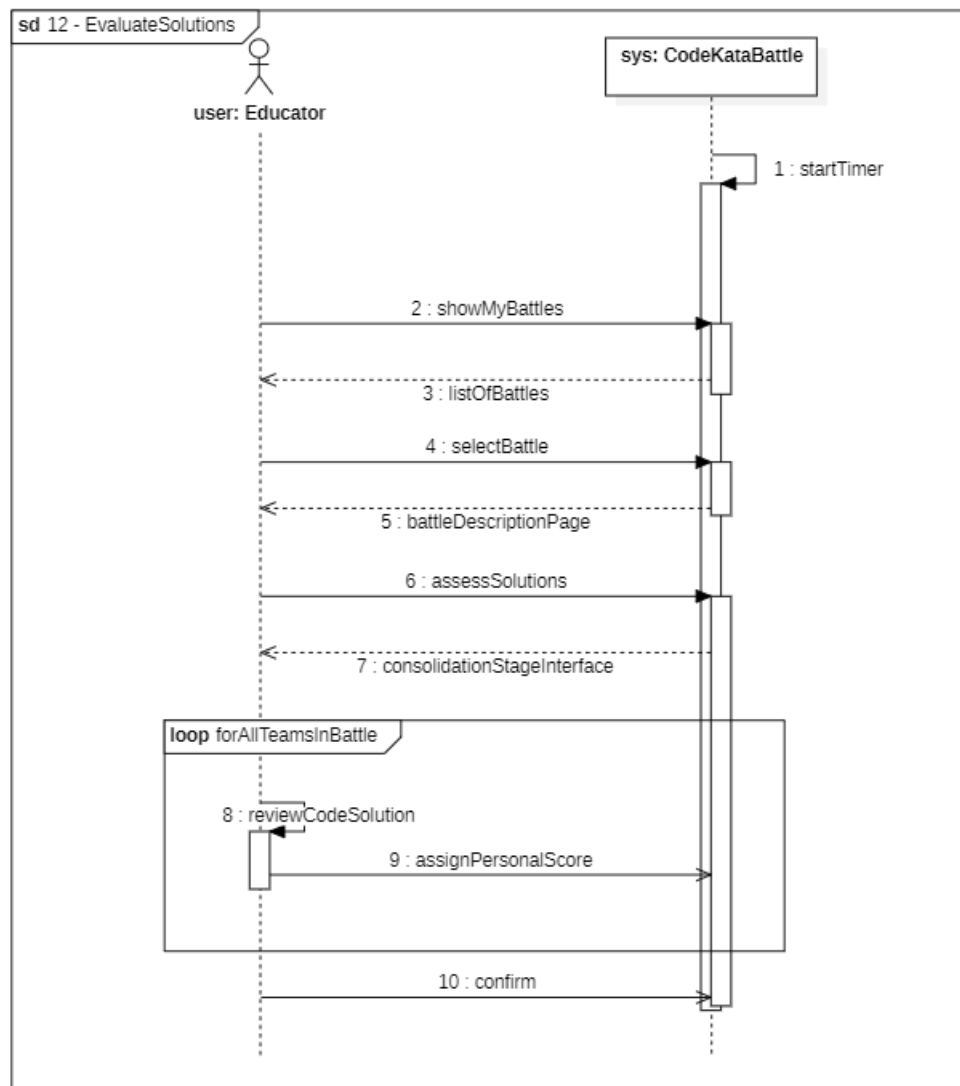 sd 12 - EvaluateSolutions
sys: CodeKataBattle
user: Educator
1 : startTimer
2 : showMyBattles
3 : listOfBattles
4 : selectBattle
5 : battleDescriptionPage
6 : assessSolutions
7 : consolidationStageInterface
loop forAllTeamsInBattle
8 : reviewCodeSolution
9 : assignPersonalScore
10 : confirm